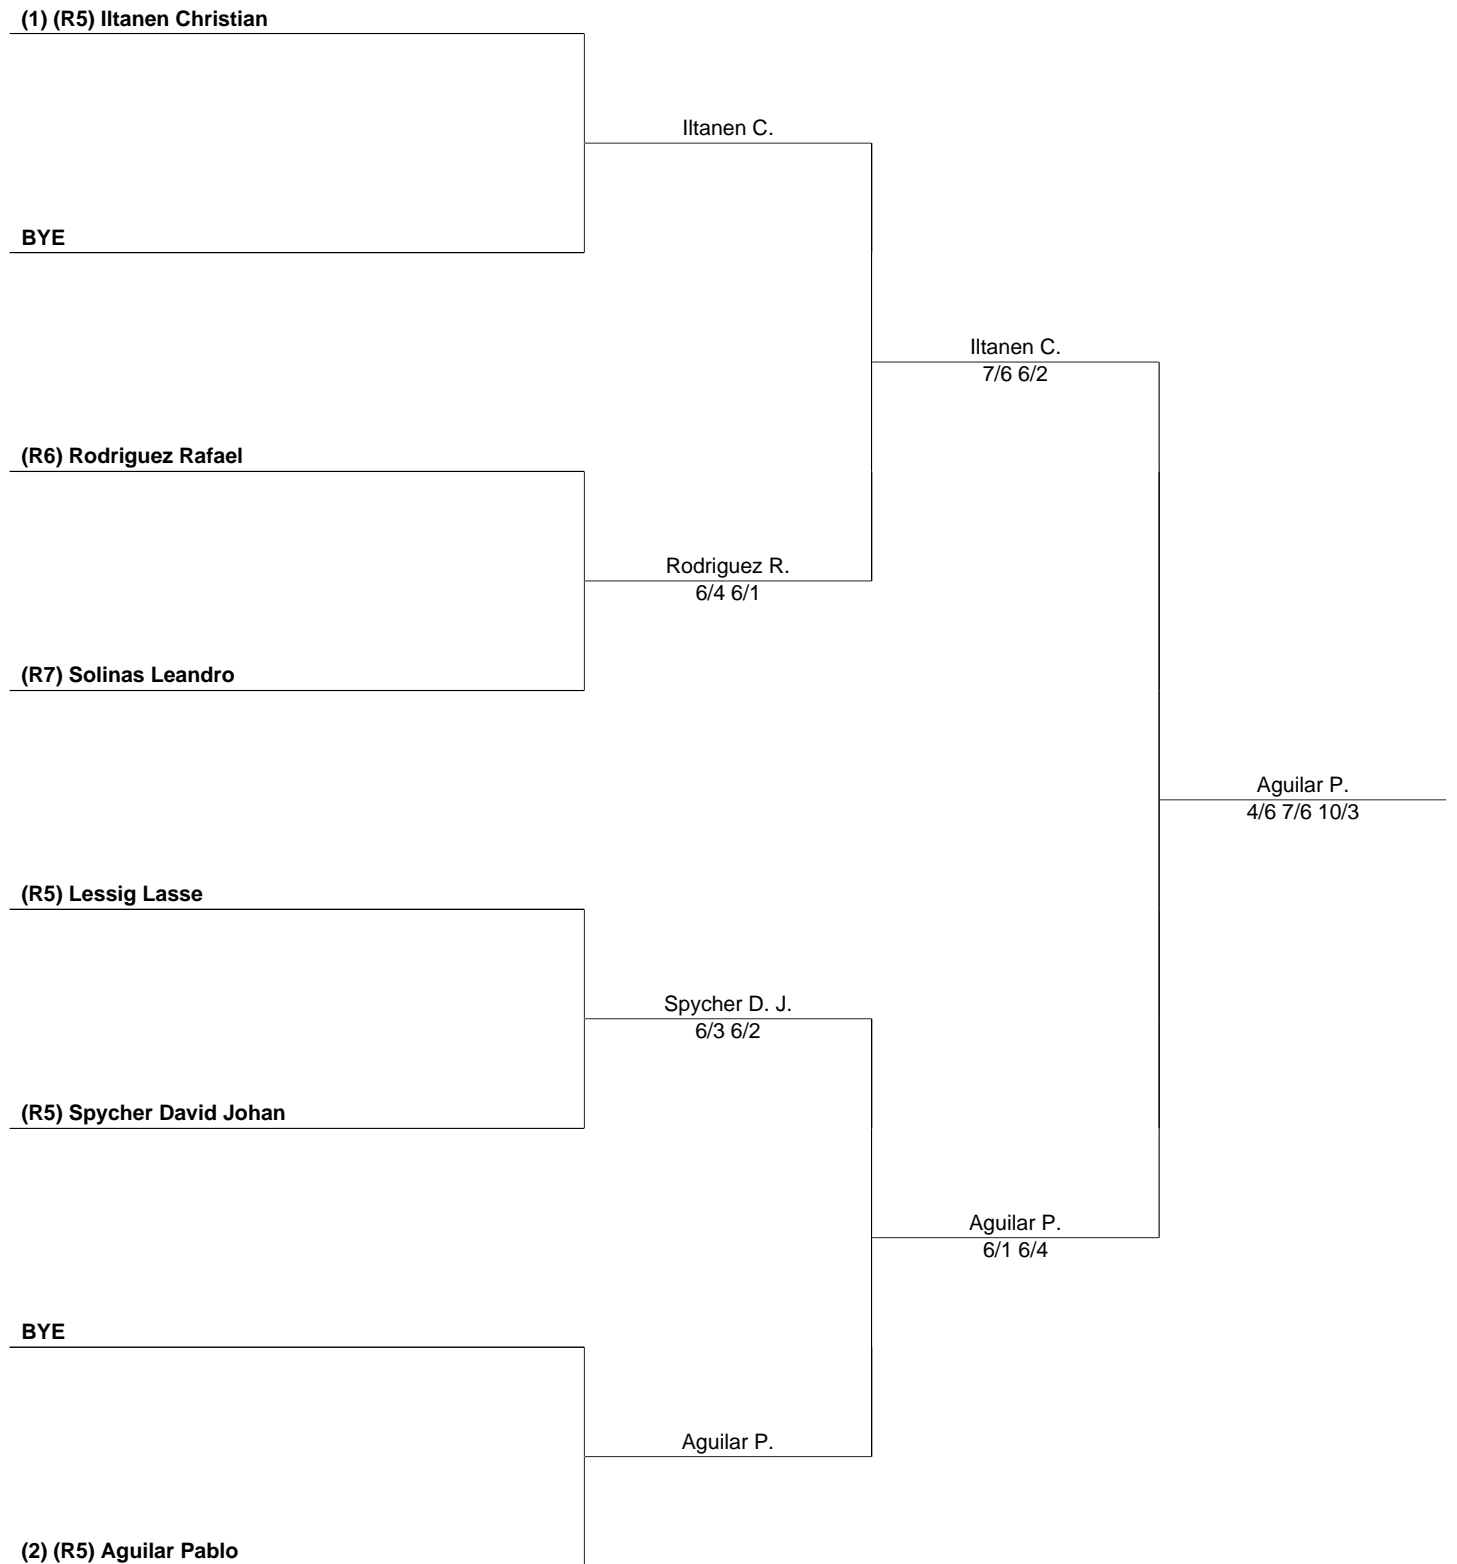 (1) (R5) Iltanen Christian
Iltanen C.
BYE
Iltanen C.
7/6 6/2
(R6) Rodriguez Rafael
Rodriguez R.
6/4 6/1
(R7) Solinas Leandro
Aguilar P.
4/6 7/6 10/3
(R5) Lessig Lasse
Spycher D. J.
6/3 6/2
(R5) Spycher David Johan
Aguilar P.
6/1 6/4
BYE
Aguilar P.
(2) (R5) Aguilar Pablo